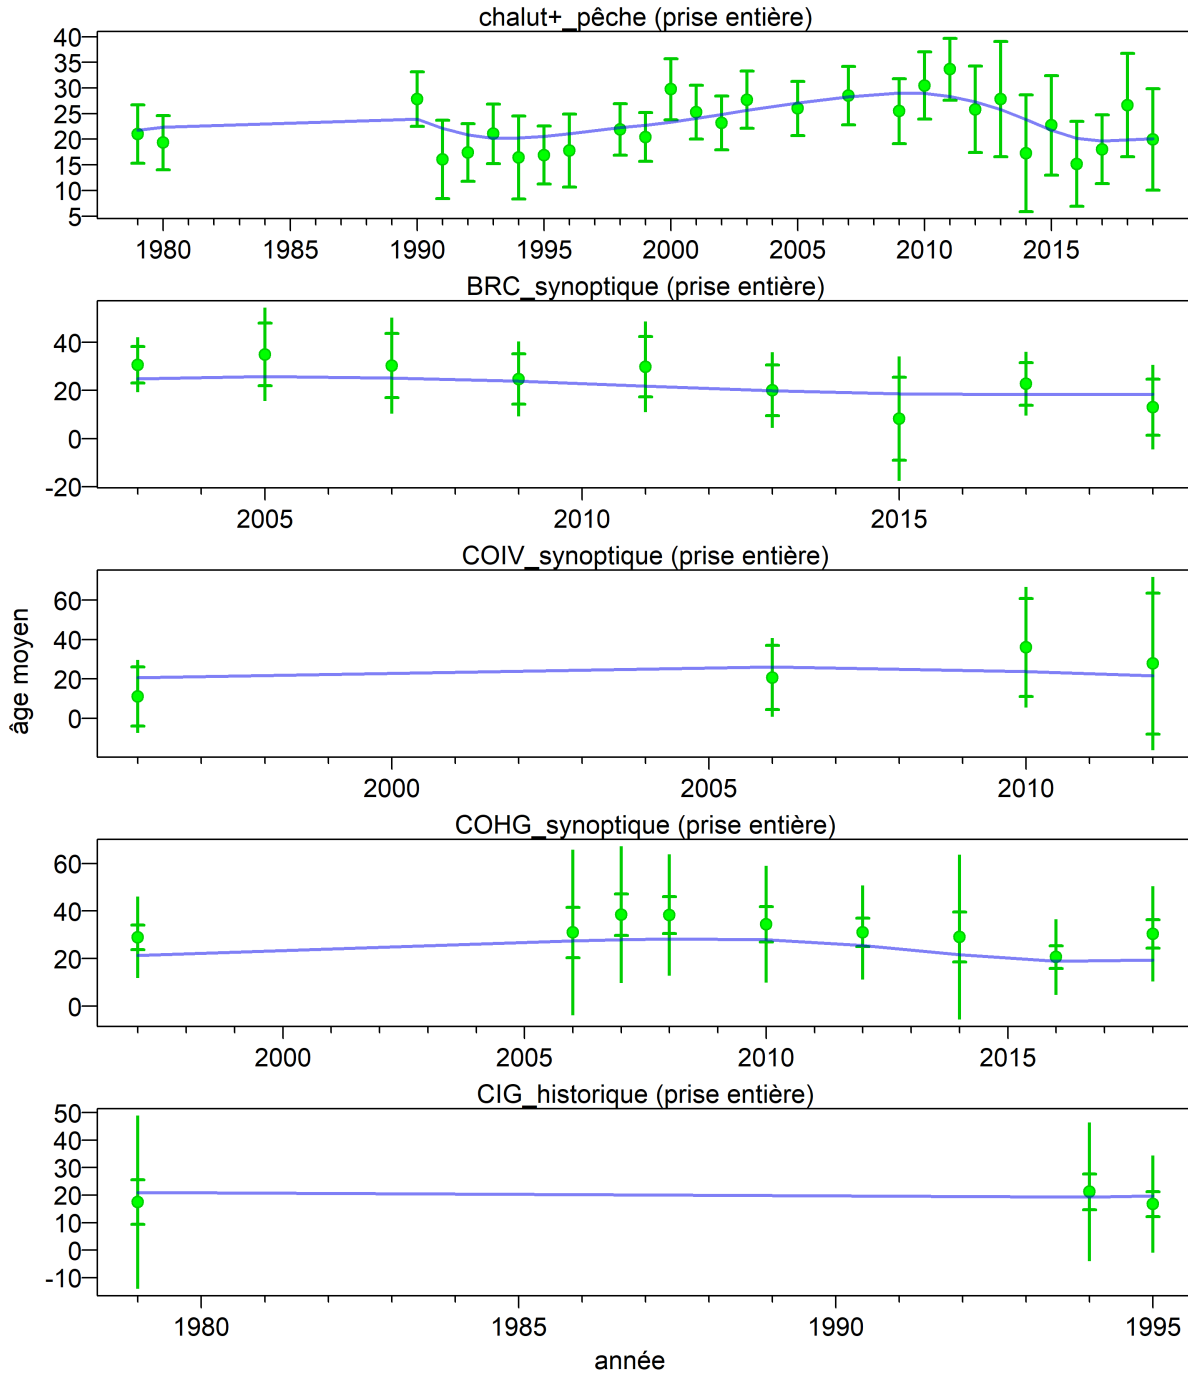 chalut+_pêche (prise entière)
40
35
30
25
20
15
10
5
1980 1985 1990 1995 2000 2005 2010 2015
BRC_synoptique (prise entière)
40
20
0
-20
2005 2010 2015
COIV_synoptique (prise entière)
60
40
20
0
2000 2005 2010
âge moyen
COHG_synoptique (prise entière)
60
40
20
0
2000 2005 2010 2015
CIG_historique (prise entière)
50
40
30
20
10
0
-10
1980 1985 1990 1995
année